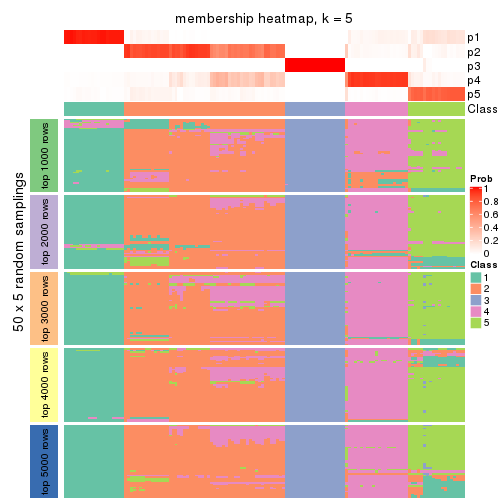 membership heatmap, k = 5
p1
p2
p3
p4
p5
Class
50 x 5 random samplings
top 1000 rows
top 2000 rows
top 3000 rows
top 4000 rows
top 5000 rows
Prob
1
0.8
0.6
0.4
0.2
0
Class
1
2
3
4
5